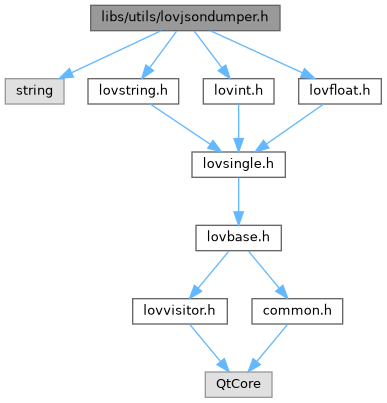 libs/utils/lovjsondumper.h
string
lovstring.h
lovint.h
lovfloat.h
lovsingle.h
lovbase.h
lovvisitor.h
common.h
QtCore